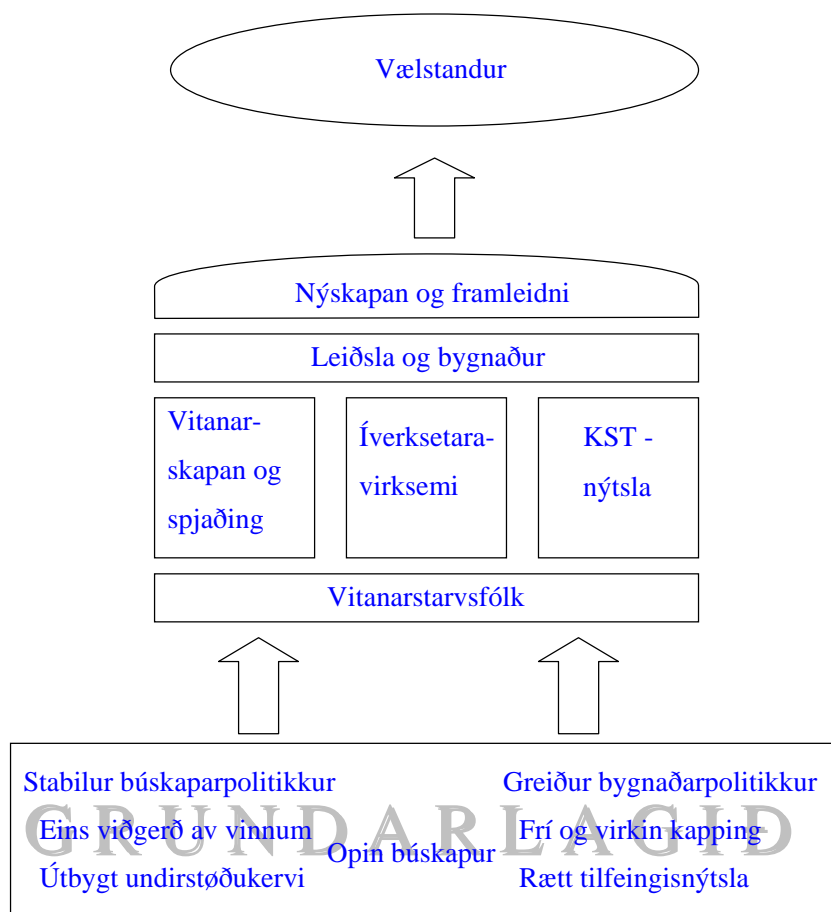 Vælstandur
Nýskapan og framleidni
Leiðsla og bygnaður
Vitanar-
skapan og
spjaðing
Íverksetara-
virksemi
KST -
nýtsla
Vitanarstarvsfólk
Stabilur búskaparpolitikkur
Eins viðgerð av vinnum
Útbygt undirstøðukervi
Opin búskapur
Greiður bygnaðarpolitikkur
Frí og virkin kapping
Rætt tilfeingisnýtsla
GRUNDARLAGIÐ